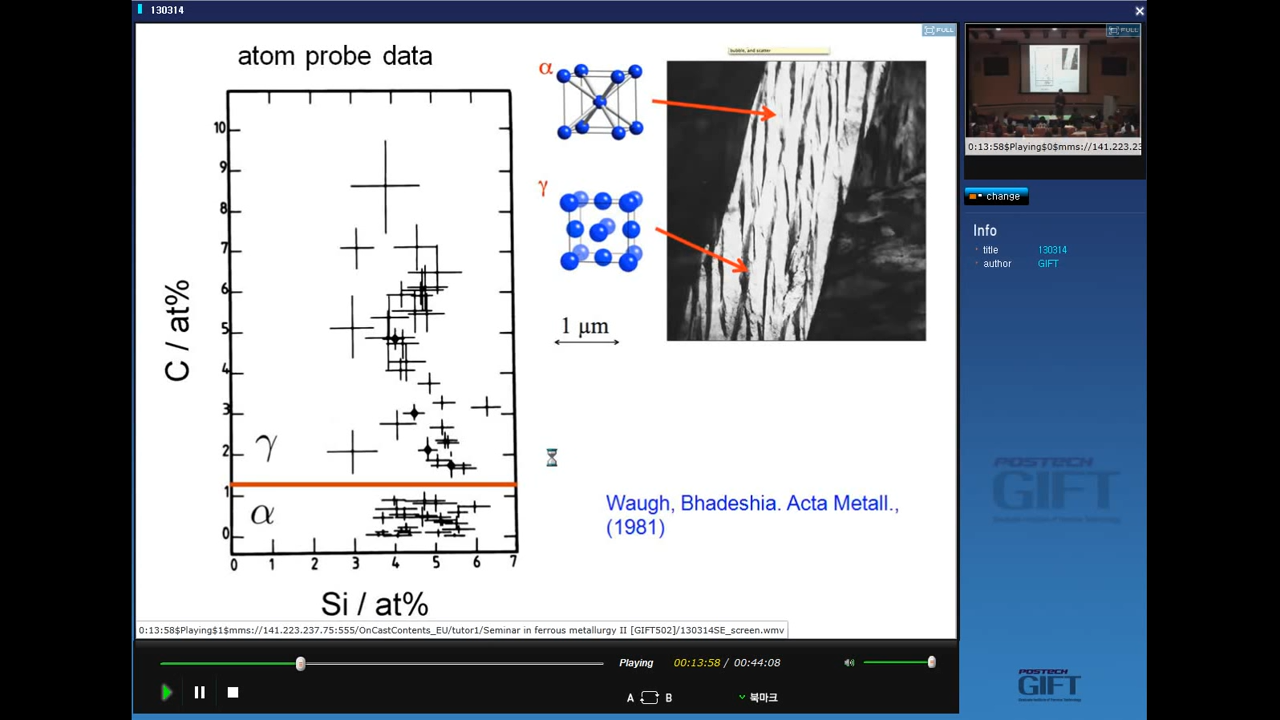 130314
FULL
FULL
atom probe data
bubble, and scatter
α
γ
10
9
8
7
6
5
4
3
2
1
0
C / at%
γ
α
0 1 2 3 4 5 6 7
Si / at%
1 μm
Waugh, Bhadeshia. Acta Metall.,
(1981)
0:13:58$Playing$0$mms://141.223.23
change
Info
title 130314
author GIFT
POSTECH
GIFT
0:13:58$Playing$1$mms://141.223.237.75:555/OnCastContents_EU/tutor1/Seminar in ferrous metallurgy II [GIFT502]/130314SE_screen.wmv
Playing 00:13:58 / 00:44:08
A B 북마크
POSTECH
GIFT